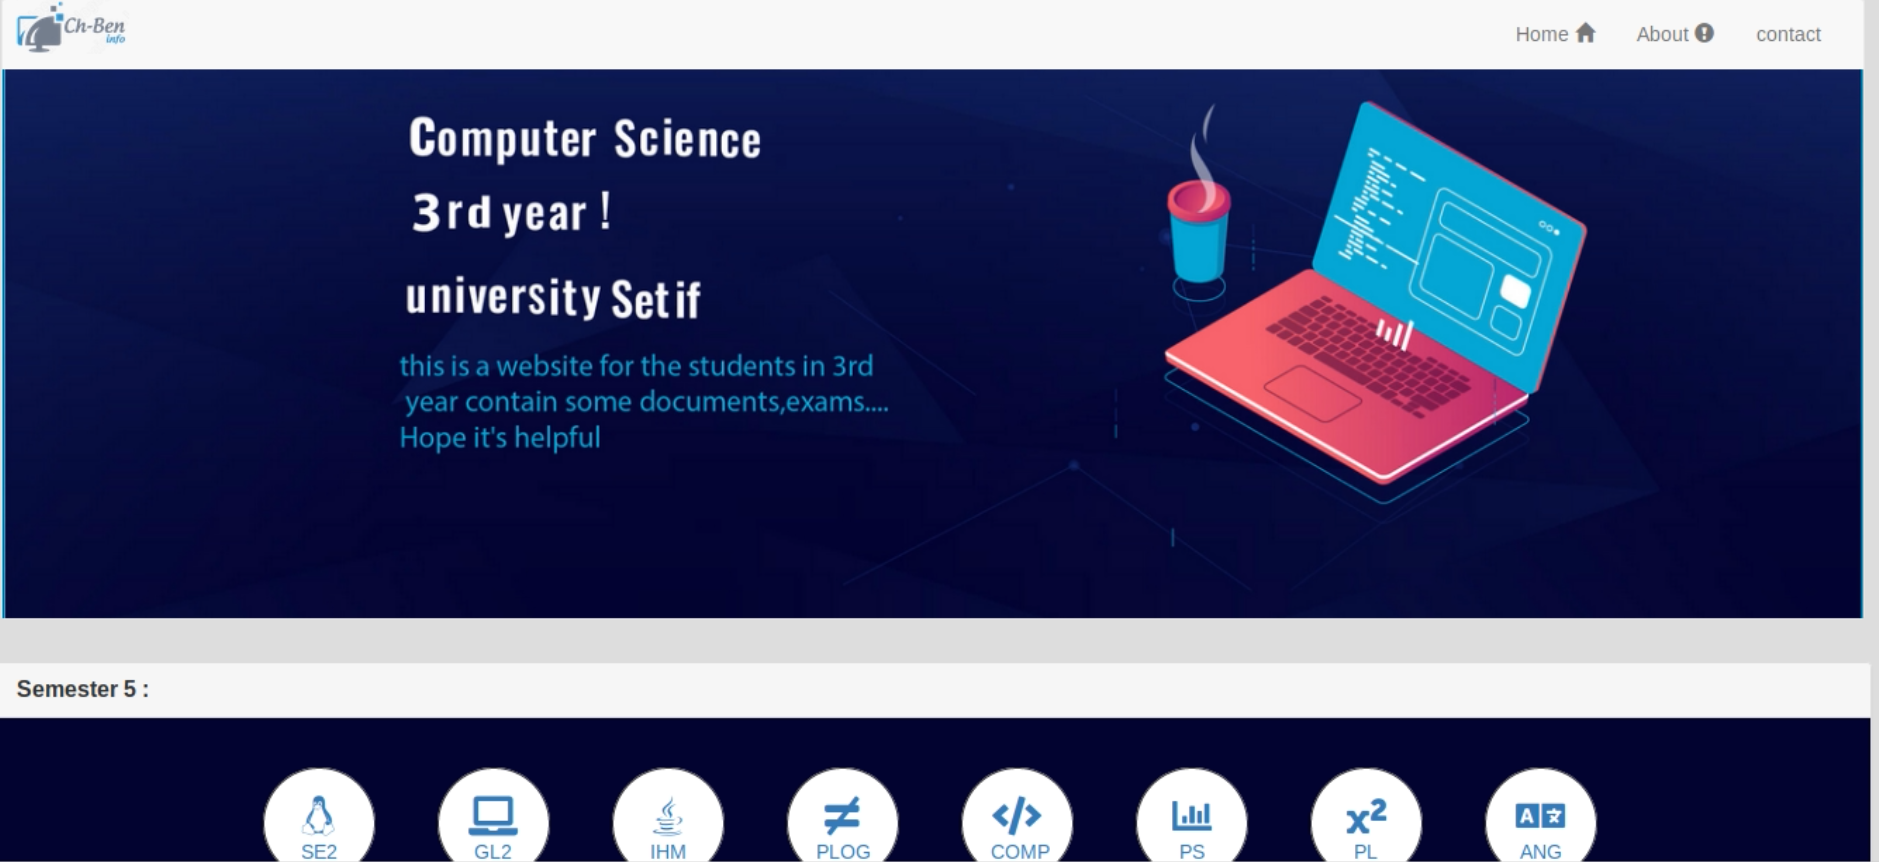 Ch-Ben
info
Home
About
contact
Computer Science
3rd year !
university Setif
this is a website for the students in 3rd
year contain some documents,exams....
Hope it's helpful
Semester 5 :
SE2
GL2
IHM
≠
PLOG
</>
COMP
PS
x²
PL
A
ANG